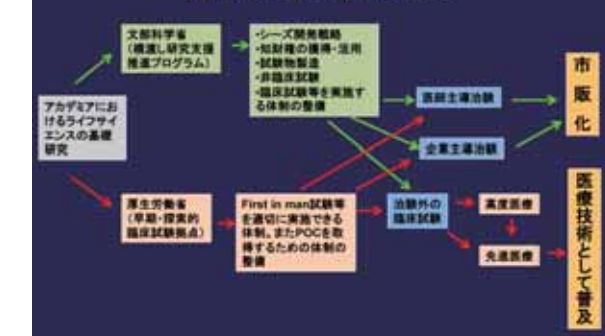 文部科学省
(橋渡し研究支援
推進プログラム)
・シーズ開発戦略
・知財権の獲得・活用
・試験物製造
・非臨床試験
・臨床試験等を実施す
る体制の整備
アカデミアにお
けるライフサイ
エンスの基礎
研究
医師主導治験
企業主導治験
市販化
厚生労働省
(早期・探索的
臨床試験拠点)
First in man試験等
を適切に実施できる
体制。またPOCを取
得するための体制の
整備
治験外の
臨床試験
高度医療
先進医療
医療技術として普及